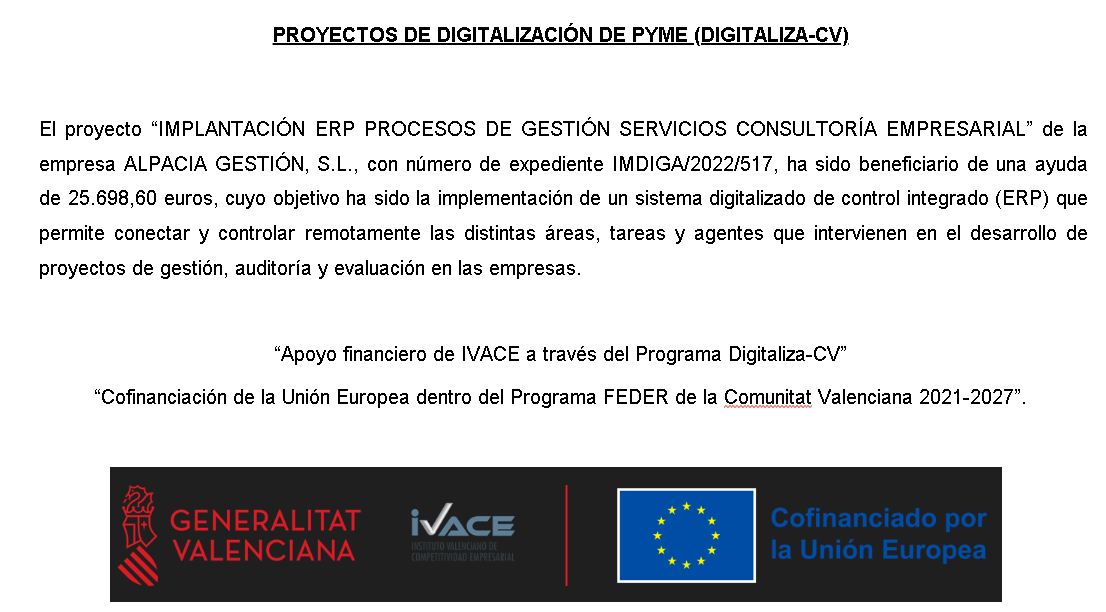 PROYECTOS DE DIGITALIZACIÓN DE PYME (DIGITALIZA-CV)
El proyecto “IMPLANTACIÓN ERP PROCESOS DE GESTIÓN SERVICIOS CONSULTORÍA EMPRESARIAL” de la
empresa ALPACIA GESTIÓN, S.L., con número de expediente IMDIGA/2022/517, ha sido beneficiario de una ayuda
de 25.698,60 euros, cuyo objetivo ha sido la implementación de un sistema digitalizado de control integrado (ERP) que
permite conectar y controlar remotamente las distintas áreas, tareas y agentes que intervienen en el desarrollo de
proyectos de gestión, auditoría y evaluación en las empresas.
“Apoyo financiero de IVACE a través del Programa Digitaliza-CV”
“Cofinanciación de la Unión Europea dentro del Programa FEDER de la Comunitat Valenciana 2021-2027”.
GENERALITAT
VALENCIANA
iVACE
INSTITUTO VALENCIANO DE
COMPETITIVIDAD EMPRESARIAL
Cofinanciado por
la Unión Europea